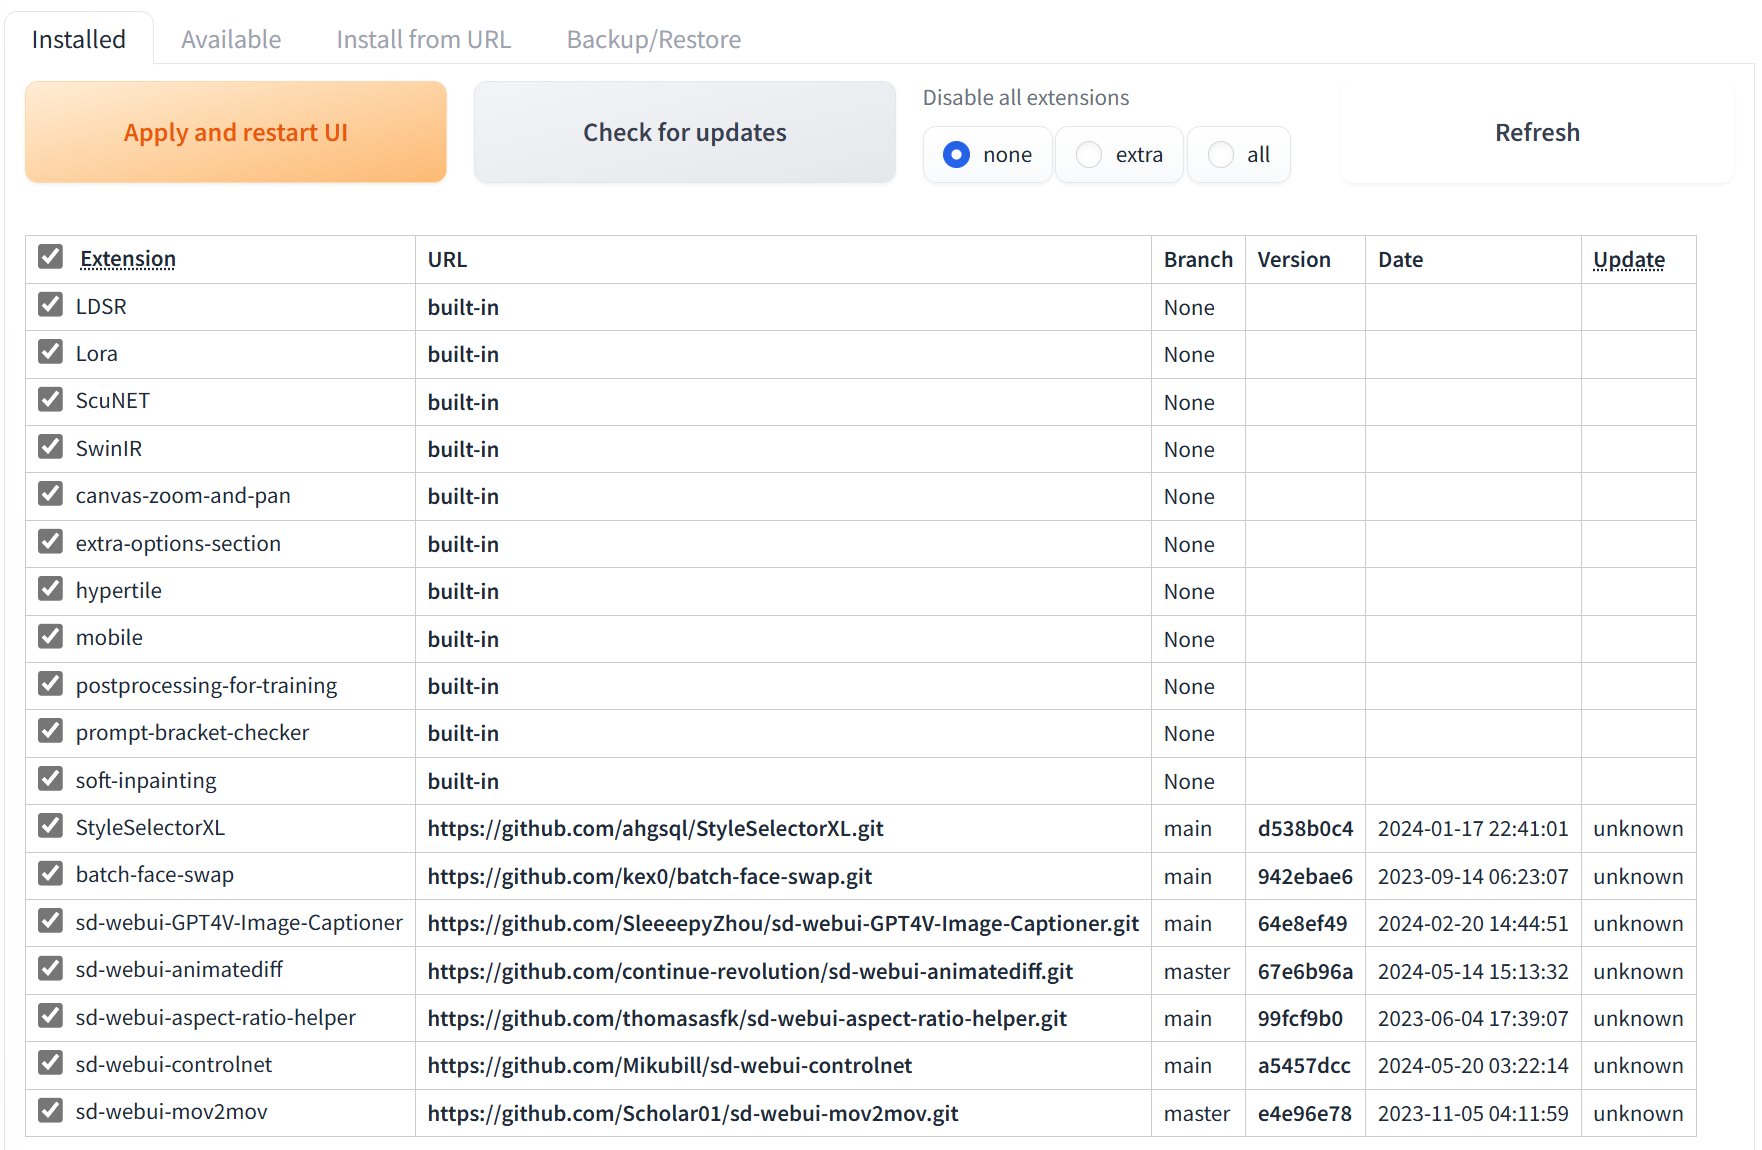 Installed Available Install from URL Backup/Restore
Apply and restart UI Check for updates Disable all extensions none extra all Refresh
Extension URL Branch Version Date Update
LDSR built-in None
Lora built-in None
ScuNET built-in None
SwinIR built-in None
canvas-zoom-and-pan built-in None
extra-options-section built-in None
hypertile built-in None
mobile built-in None
postprocessing-for-training built-in None
prompt-bracket-checker built-in None
soft-inpainting built-in None
StyleSelectorXL https://github.com/ahgsql/StyleSelectorXL.git main d538b0c4 2024-01-17 22:41:01 unknown
batch-face-swap https://github.com/kex0/batch-face-swap.git main 942ebae6 2023-09-14 06:23:07 unknown
sd-webui-GPT4V-Image-Captioner https://github.com/SleeeepyZhou/sd-webui-GPT4V-Image-Captioner.git main 64e8ef49 2024-02-20 14:44:51 unknown
sd-webui-animatediff https://github.com/continue-revolution/sd-webui-animatediff.git master 67e6b96a 2024-05-14 15:13:32 unknown
sd-webui-aspect-ratio-helper https://github.com/thomasasfk/sd-webui-aspect-ratio-helper.git main 99fcf9b0 2023-06-04 17:39:07 unknown
sd-webui-controlnet https://github.com/Mikubill/sd-webui-controlnet main a5457dcc 2024-05-20 03:22:14 unknown
sd-webui-mov2mov https://github.com/Scholar01/sd-webui-mov2mov.git master e4e96e78 2023-11-05 04:11:59 unknown